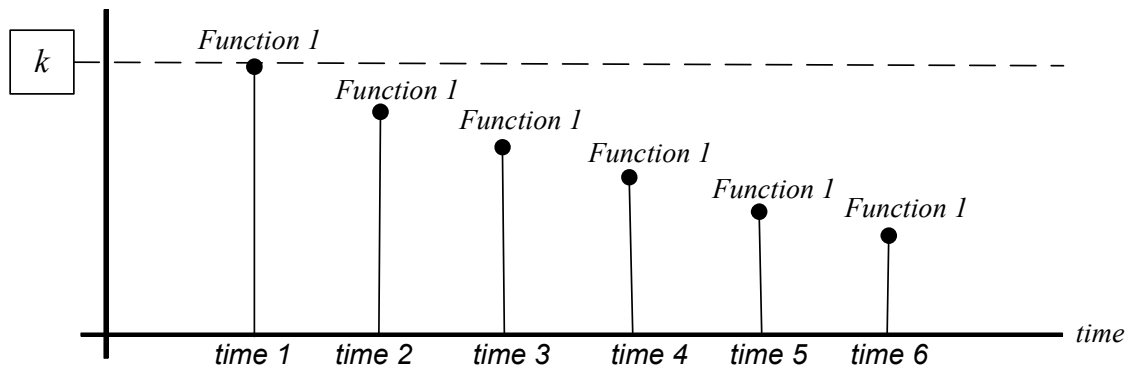 Function 1
k
Function 1
Function 1
Function 1
Function 1
Function 1
time
time 1
time 2
time 3
time 4
time 5
time 6